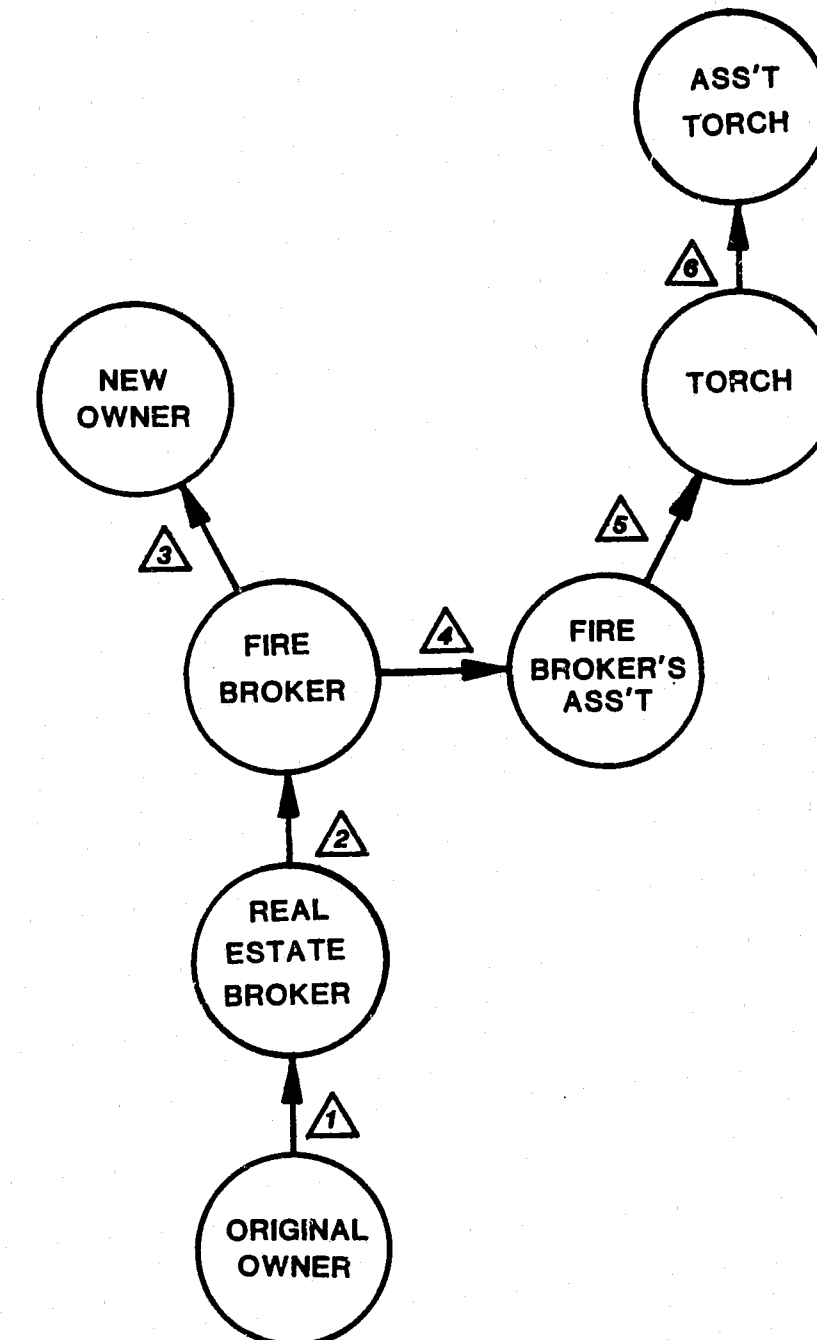 ASS'T
TORCH
6
TORCH
NEW
OWNER
5
3
FIRE
BROKER
4
FIRE
BROKER'S
ASS'T
2
REAL
ESTATE
BROKER
1
ORIGINAL
OWNER